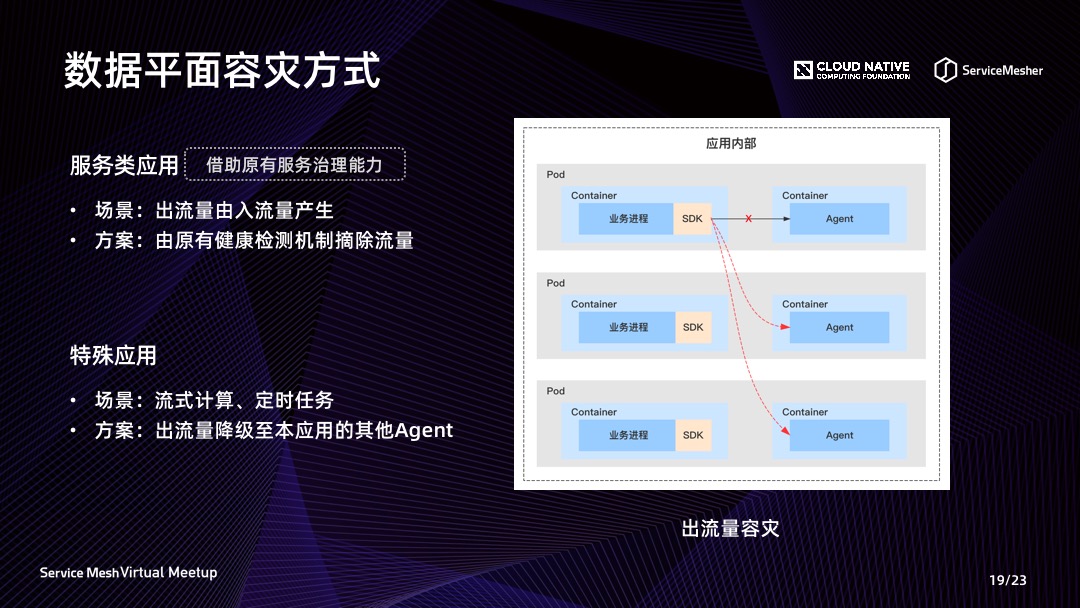 数据平面容灾方式
CLOUD NATIVE
COMPUTING FOUNDATION
ServiceMesher
服务类应用
借助原有服务治理能力
• 场景：出流量由入流量产生
• 方案：由原有健康检测机制摘除流量
特殊应用
• 场景：流式计算、定时任务
• 方案：出流量降级至本应用的其他Agent
应用内部
Pod
Container
业务进程
SDK
X
Container
Agent
Pod
Container
业务进程
SDK
Container
Agent
Pod
Container
业务进程
SDK
Container
Agent
出流量容灾
Service Mesh Virtual Meetup
19/23